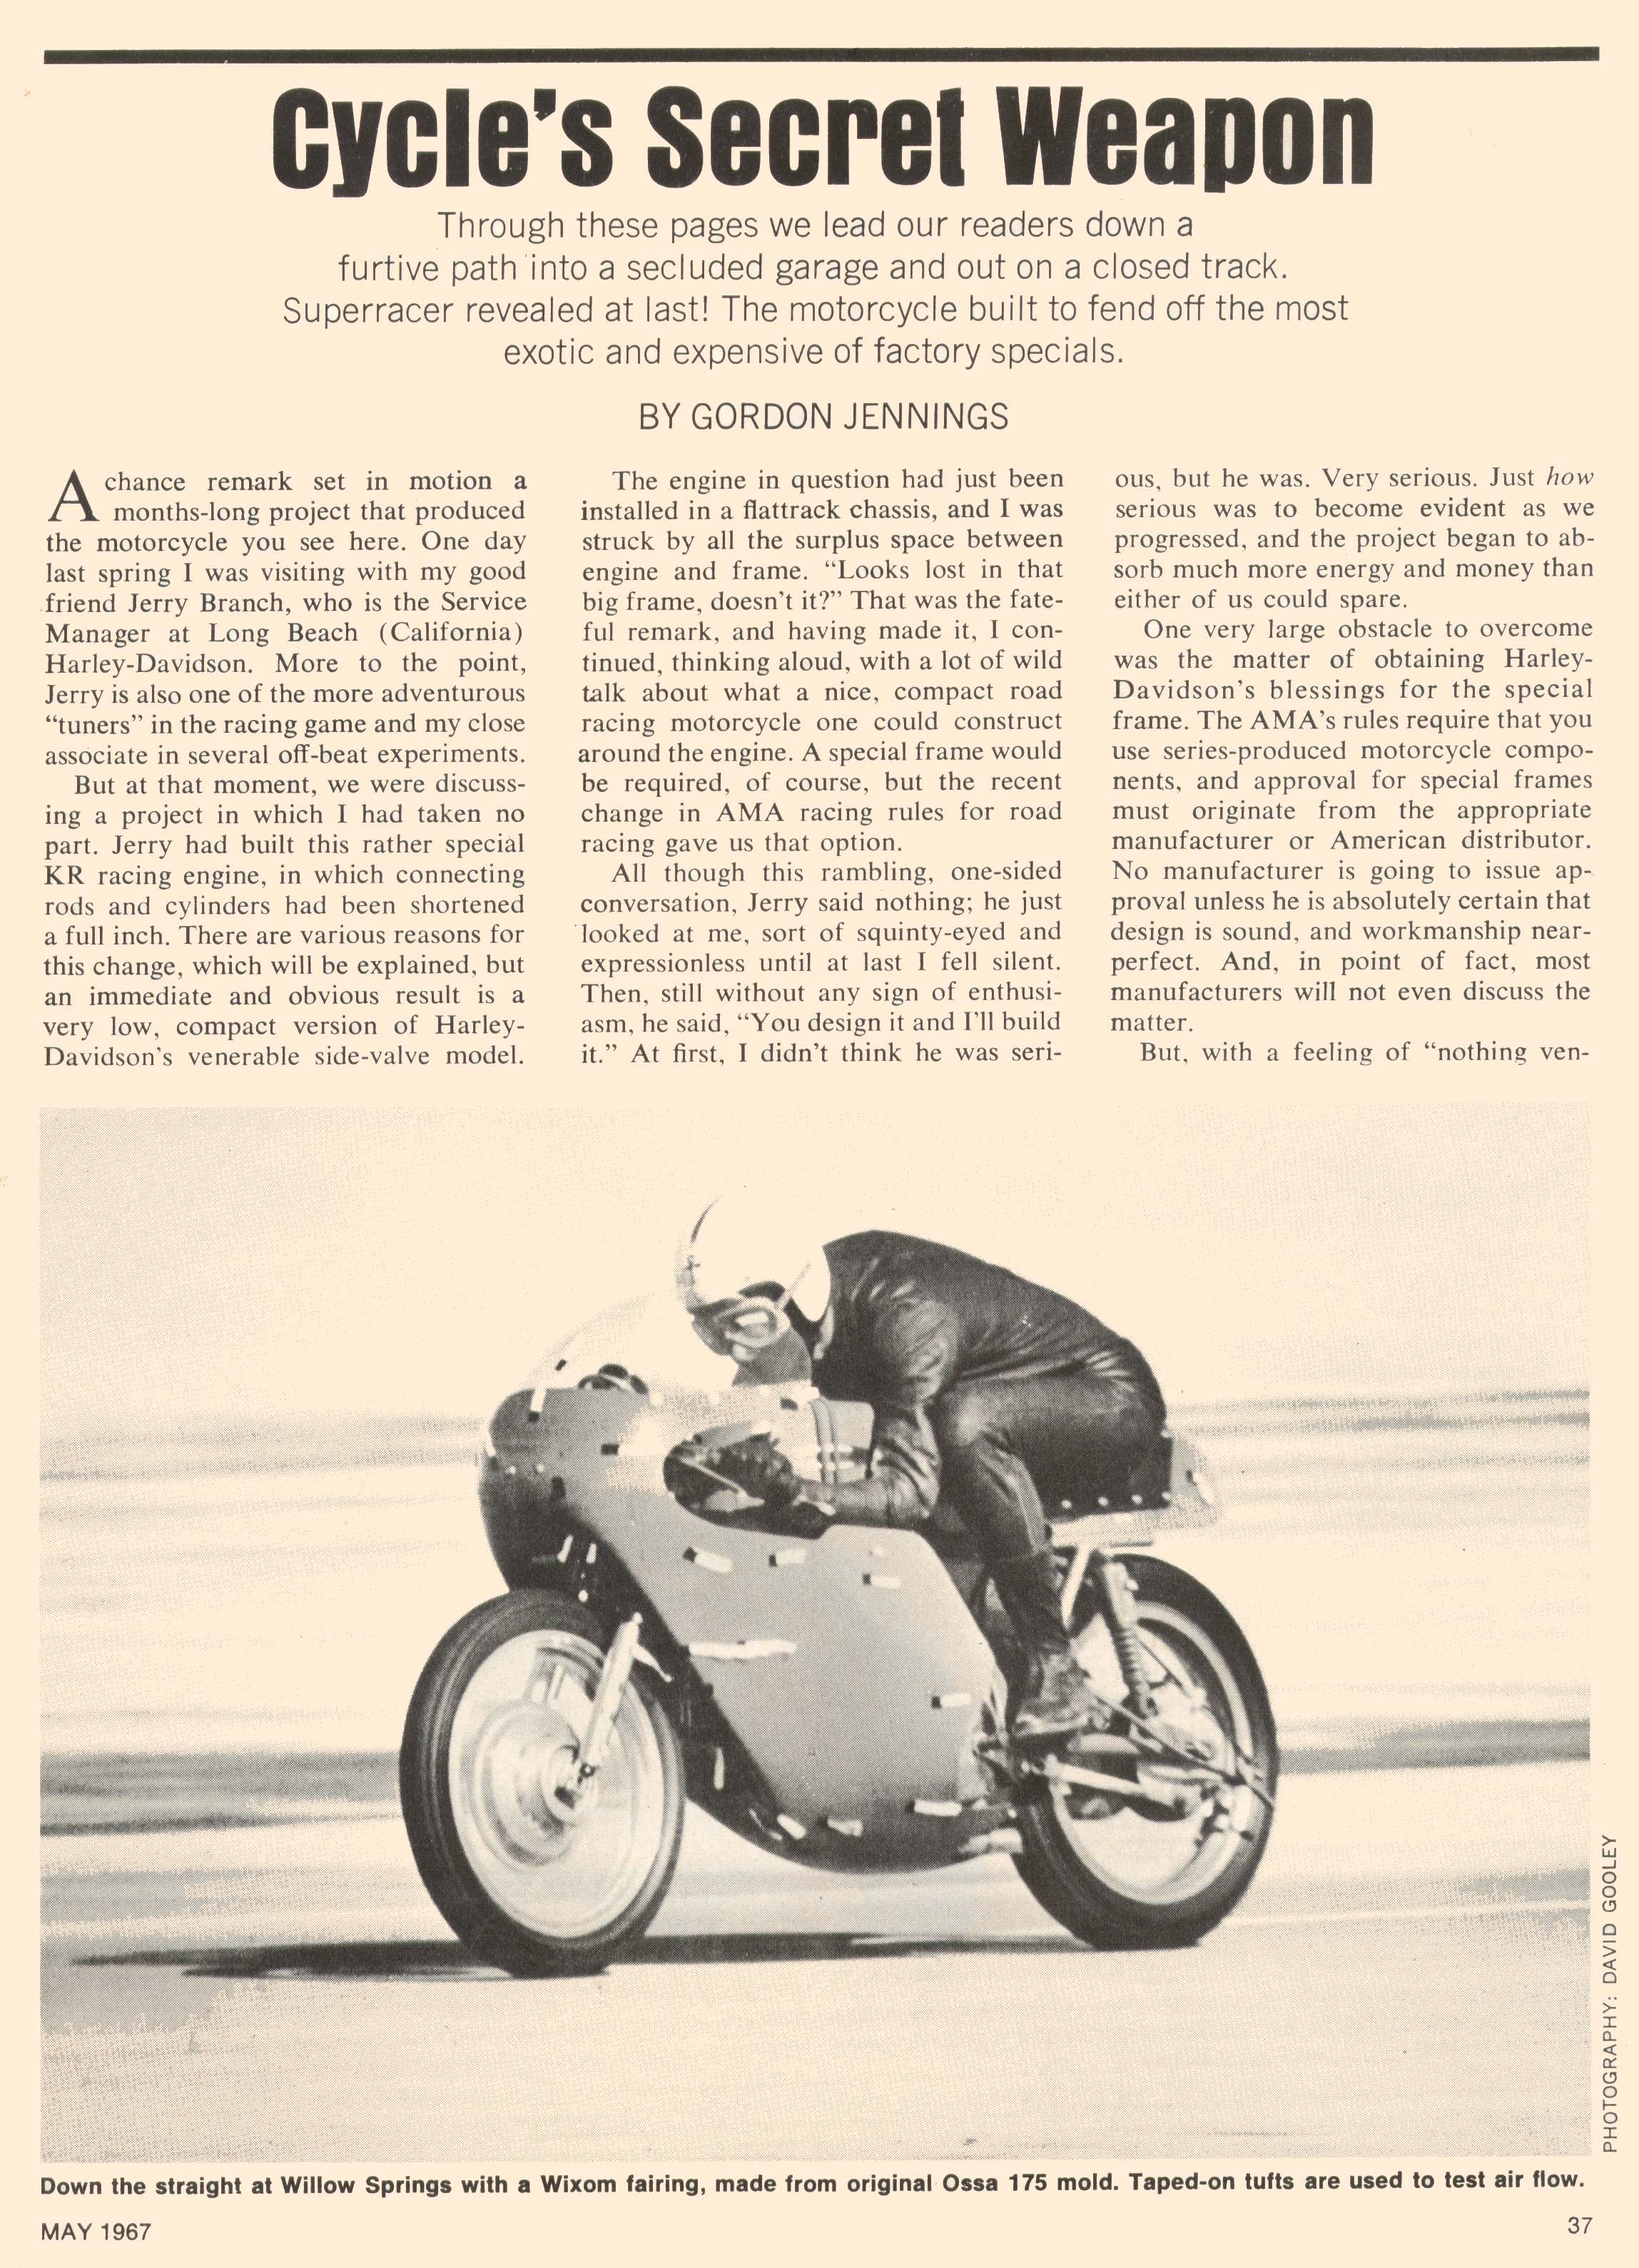 Cycle's Secret Weapon
Through these pages we lead our readers down a
furtive path into a secluded garage and out on a closed track.
Superracer revealed at last! The motorcycle built to fend off the most
exotic and expensive of factory specials.
BY GORDON JENNINGS
A chance remark set in motion a
months-long project that produced
the motorcycle you see here. One day
last spring I was visiting with my good
friend Jerry Branch, who is the Service
Manager at Long Beach (California)
Harley-Davidson. More to the point,
Jerry is also one of the more adventurous
“tuners” in the racing game and my close
associate in several off-beat experiments.
But at that moment, we were discuss-
ing a project in which I had taken no
part. Jerry had built this rather special
KR racing engine, in which connecting
rods and cylinders had been shortened
a full inch. There are various reasons for
this change, which will be explained, but
an immediate and obvious result is a
very low, compact version of Harley-
Davidson's venerable side-valve model.
The engine in question had just been
installed in a flattrack chassis, and I was
struck by all the surplus space between
engine and frame. “Looks lost in that
big frame, doesn't it?” That was the fate-
ful remark, and having made it, I con-
tinued, thinking aloud, with a lot of wild
talk about what a nice, compact road
racing motorcycle one could construct
around the engine. A special frame would
be required, of course, but the recent
change in AMA racing rules for road
racing gave us that option.
All though this rambling, one-sided
conversation, Jerry said nothing; he just
looked at me, sort of squinty-eyed and
expressionless until at last I fell silent.
Then, still without any sign of enthusi-
asm, he said, “You design it and I'll build
it.” At first, I didn't think he was seri-
ous, but he was. Very serious. Just how
serious was to become evident as we
progressed, and the project began to ab-
sorb much more energy and money than
either of us could spare.
One very large obstacle to overcome
was the matter of obtaining Harley-
Davidson's blessings for the special
frame. The AMA's rules require that you
use series-produced motorcycle compo-
nents, and approval for special frames
must originate from the appropriate
manufacturer or American distributor.
No manufacturer is going to issue ap-
proval unless he is absolutely certain that
design is sound, and workmanship near-
perfect. And, in point of fact, most
manufacturers will not even discuss the
matter.
But, with a feeling of “nothing ven-
PHOTOGRAPHY: DAVID GOOLEY
Down the straight at Willow Springs with a Wixom fairing, made from original Ossa 175 mold. Taped-on tufts are used to test air flow.
MAY 1967
37